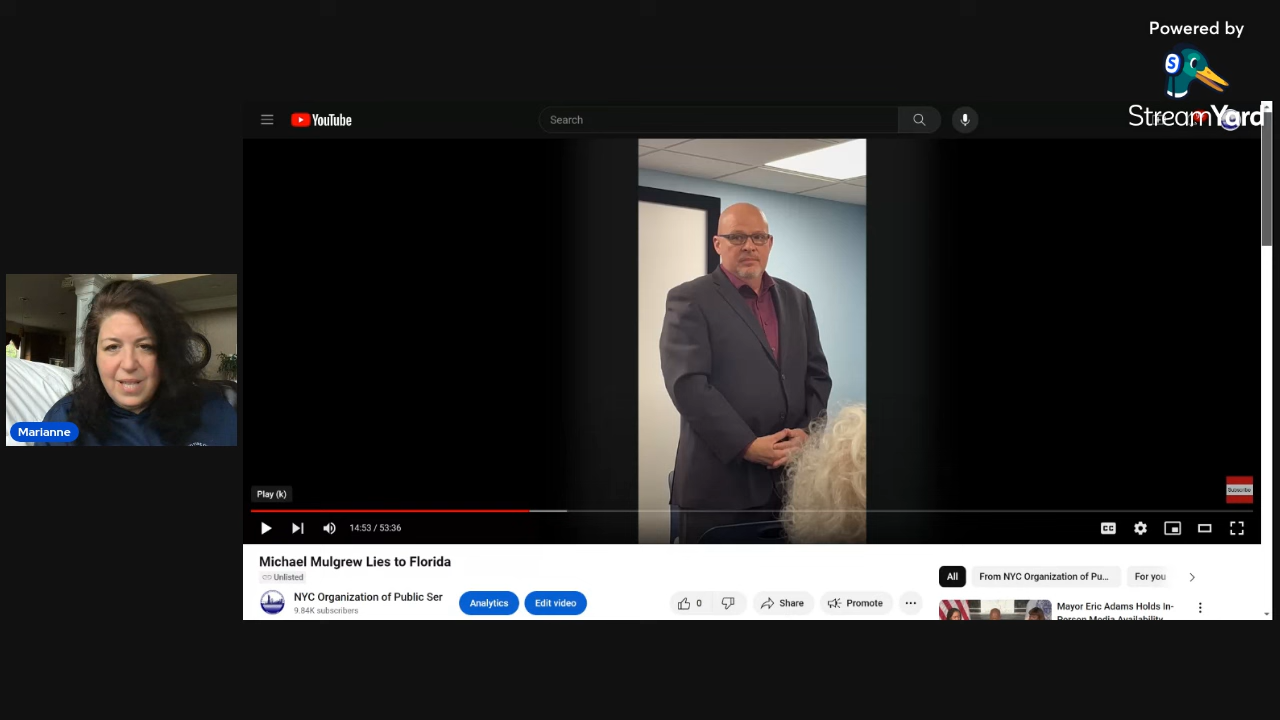 Powered by
StreamYard
YouTube
Search
Subscribe
Play (k)
14:53 / 53:36
CC
Marianne
Michael Mulgrew Lies to Florida
Unlisted
NYC Organization of Public Ser
9.84K subscribers
Analytics
Edit video
0
Share
Promote
All
From NYC Organization of Pu...
For you
Mayor Eric Adams Holds In-
Person Media Availability